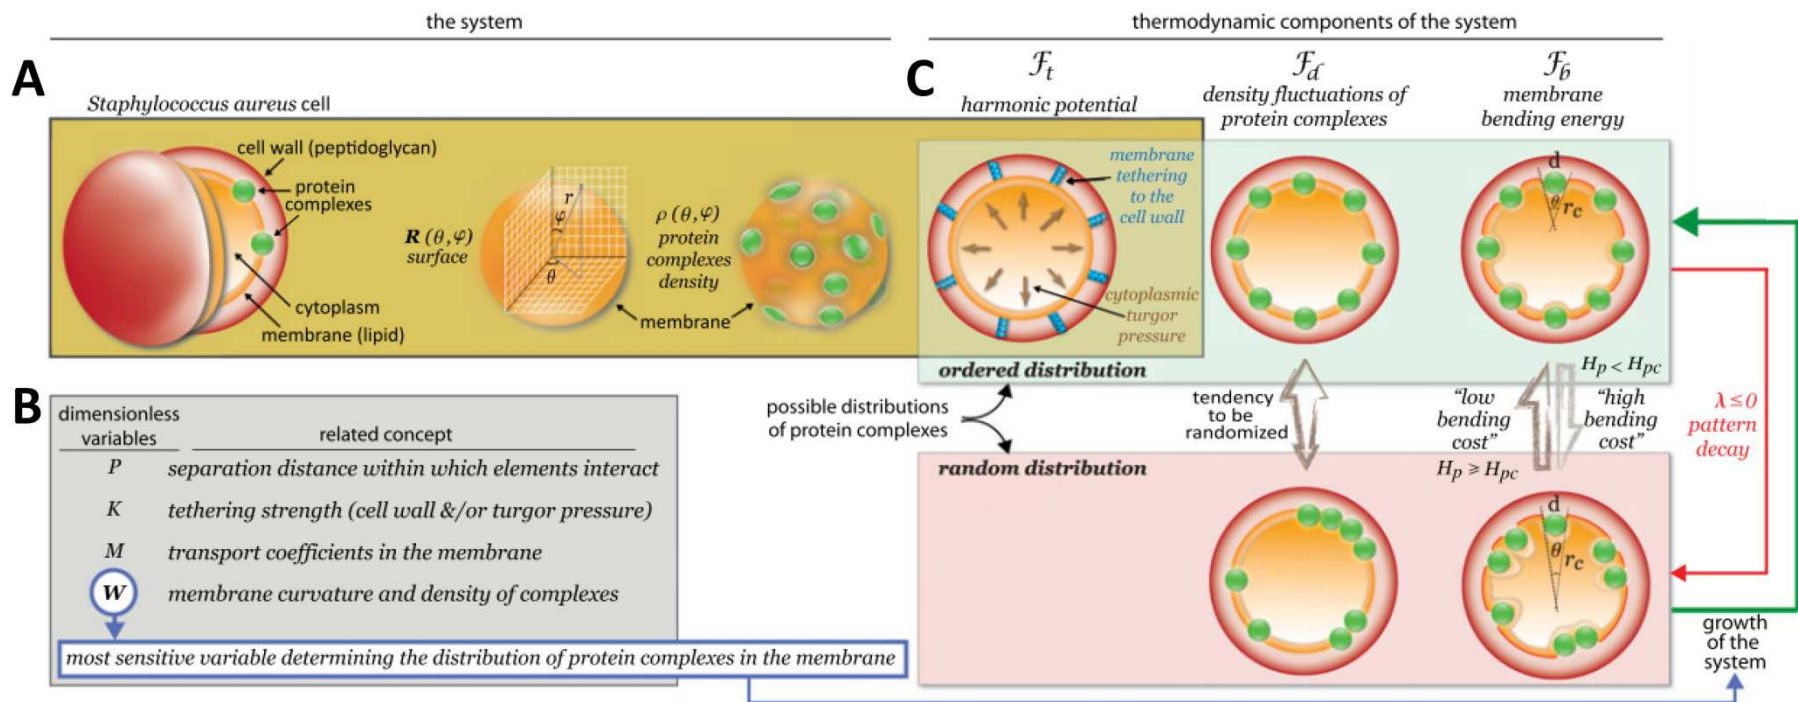 the system
thermodynamic components of the system
A
Staphylococcus aureus cell
cell wall (peptidoglycan)
protein
complexes
cytoplasm
membrane (lipid)
R (θ,φ)
surface
r
φ
θ
ρ (θ,φ)
protein
complexes
density
membrane
B
dimensionless
variables
related concept
P separation distance within which elements interact
K tethering strength (cell wall &/or turgor pressure)
M transport coefficients in the membrane
W membrane curvature and density of complexes
most sensitive variable determining the distribution of protein complexes in the membrane
C
ℱt
harmonic potential
ℱd
density fluctuations of
protein complexes
ℱb
membrane
bending energy
membrane
tethering
to the
cell wall
cytoplasmic
turgor
pressure
d
θ
rc
ordered distribution
possible distributions
of protein complexes
random distribution
tendency
to be
randomized
Hp < Hpc
"low
bending
cost"
"high
bending
cost"
Hp ≥ Hpc
λ ≤ 0
pattern
decay
d
θ
rc
growth
of the
system